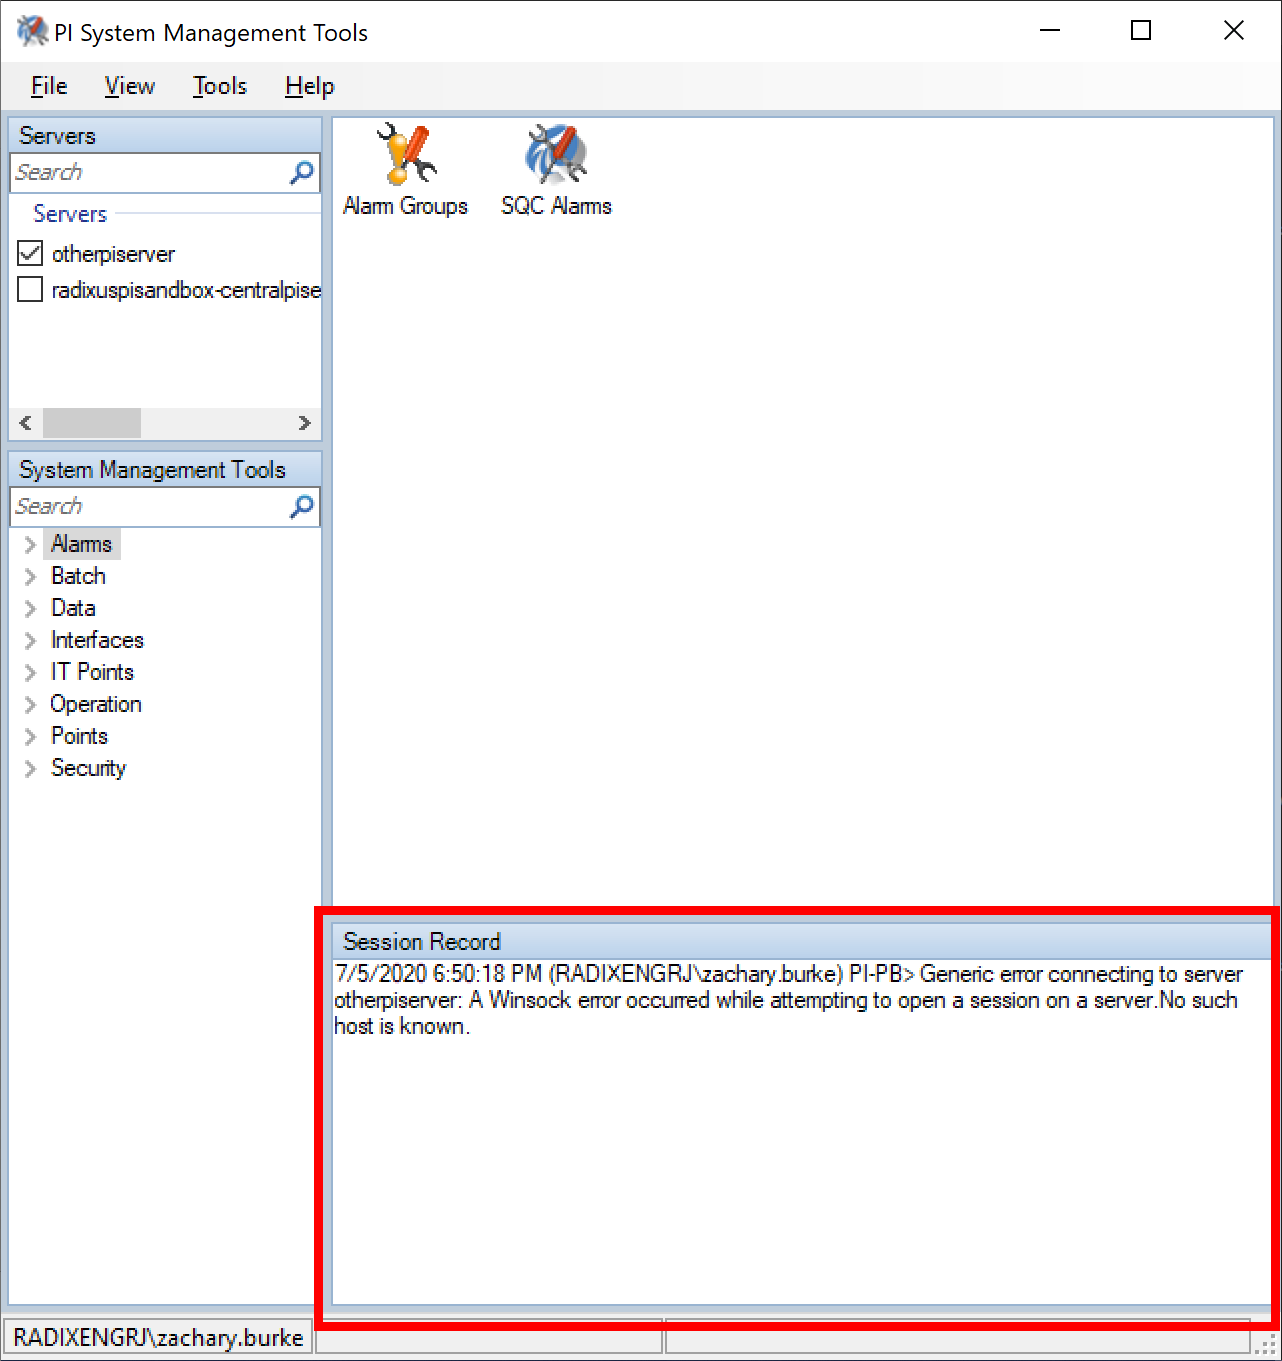 PI System Management Tools
File View Tools Help
Servers
Search
Servers
otherpiserver
radixuspisandbox-centralpise
System Management Tools
Search
Alarms
Batch
Data
Interfaces
IT Points
Operation
Points
Security
Alarm Groups
SQC Alarms
Session Record
7/5/2020 6:50:18 PM (RADIXENGRJ\zachary.burke) PI-PB> Generic error connecting to server
otherpiserver: A Winsock error occurred while attempting to open a session on a server.No such
host is known.
RADIXENGRJ\zachary.burke